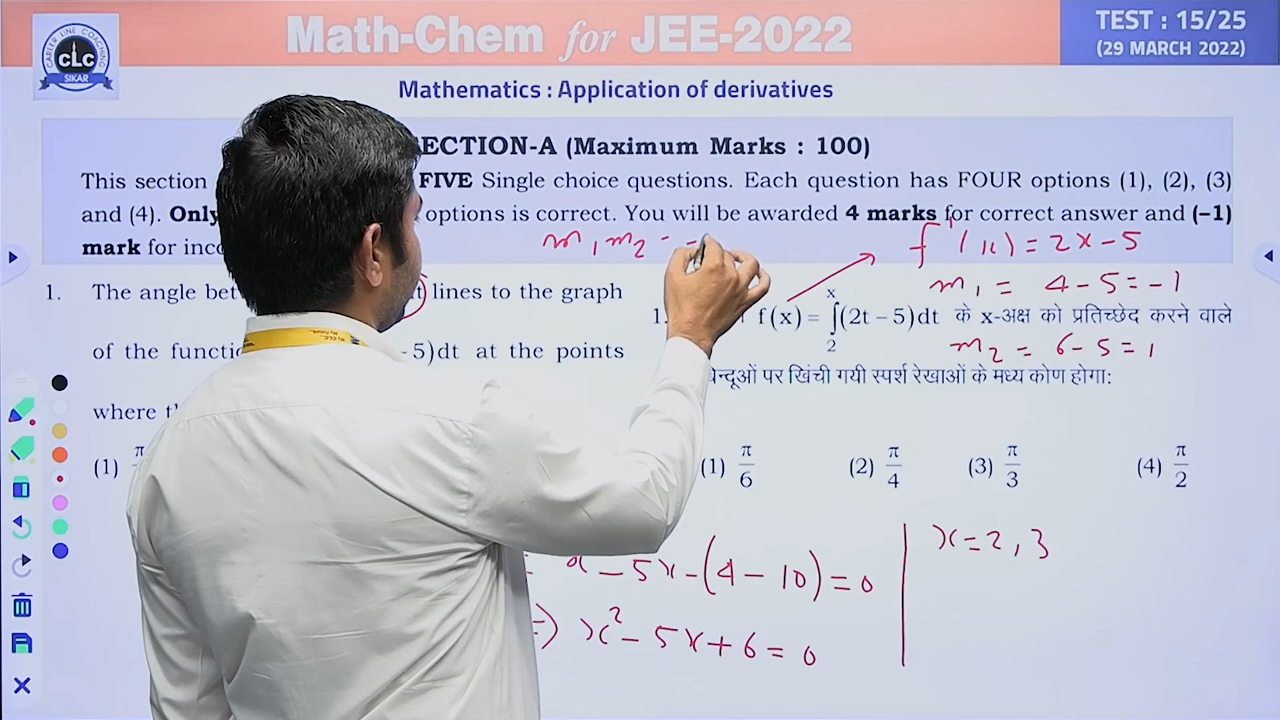 Math-Chem for JEE-2022
TEST : 15/25
(29 MARCH 2022)
CAREER LINE COACHING
CLC
SIKAR
Mathematics : Application of derivatives
ECTION-A (Maximum Marks : 100)
This section FIVE Single choice questions. Each question has FOUR options (1), (2), (3)
and (4). Only options is correct. You will be awarded 4 marks for correct answer and (–1)
mark for inc
m₁m₂ = -
f'(x) = 2x-5
m₁ = 4-5 = -1
m₂ = 6-5 = 1
1. The angle bet lines to the graph
of the functi -5)dt at the points
where t
(1) π
1. f(x) = ∫₂ˣ(2t – 5)dt के x-अक्ष को प्रतिच्छेद करने वाले
बिन्दूओं पर खिंची गयी स्पर्श रेखाओं के मध्य कोण होगा:
(1) π/6 (2) π/4 (3) π/3 (4) π/2
-5x-(4-10)=0
x²-5x+6=0
x=2,3